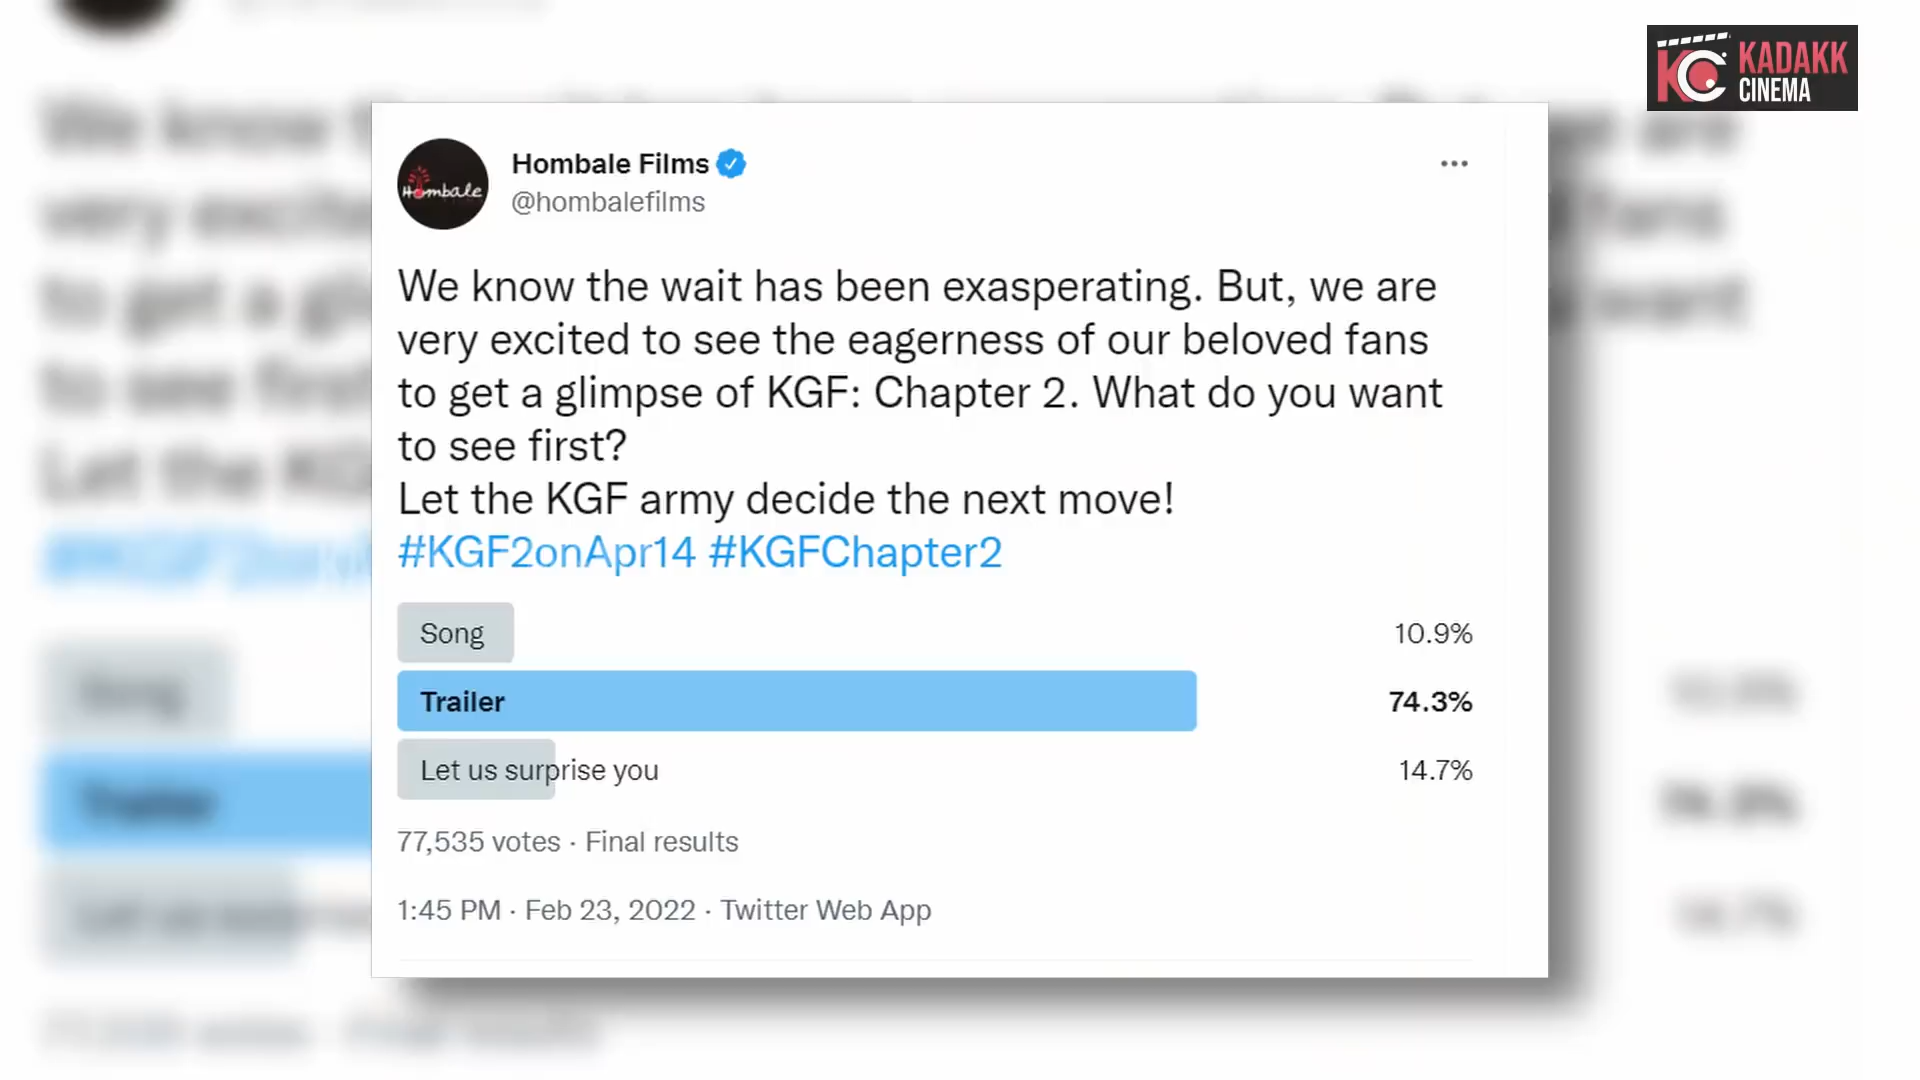 KADAKK
CINEMA
Hombale
Hombale Films
@hombalefilms
We know the wait has been exasperating. But, we are
very excited to see the eagerness of our beloved fans
to get a glimpse of KGF: Chapter 2. What do you want
to see first?
Let the KGF army decide the next move!
#KGF2onApr14 #KGFChapter2
Song 10.9%
Trailer 74.3%
Let us surprise you 14.7%
77,535 votes · Final results
1:45 PM · Feb 23, 2022 · Twitter Web App